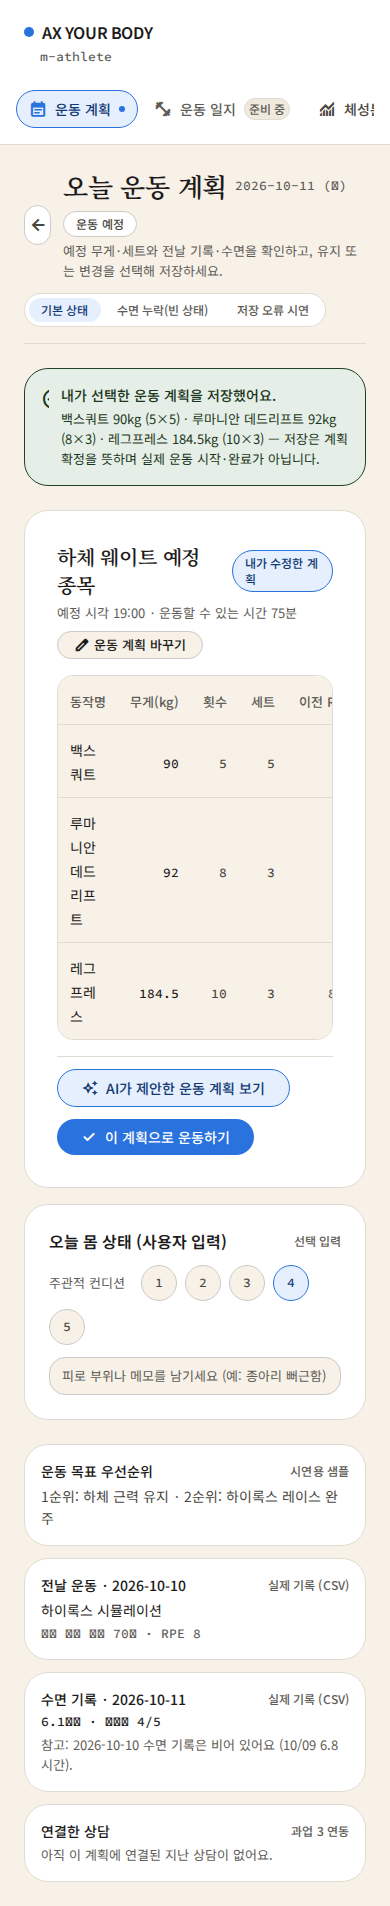 AX YOUR BODY
m-athlete
운동 계획
운동 일지 준비 중
오늘 운동 계획 2026-10-11
운동 예정
예정 무게·세트와 전날 기록·수면을 확인하고, 유지 또
는 변경을 선택해 저장하세요.
기본 상태 수면 누락(빈 상태) 저장 오류 시연
내가 선택한 운동 계획을 저장했어요.
백스쿼트 90kg (5×5) · 루마니안 데드리프트 92kg
(8×3) · 레그프레스 184.5kg (10×3) — 저장은 계획
확정을 뜻하며 실제 운동 시작·완료가 아닙니다.
하체 웨이트 예정
종목
내가 수정한 계
획
예정 시각 19:00 · 운동할 수 있는 시간 75분
운동 계획 바꾸기
동작명 무게(kg) 횟수 세트 이전
백스
쿼트
90 5 5
루마
니안
데드
리프
트
92 8 3
레그
프레
스
184.5 10 3
AI가 제안한 운동 계획 보기
이 계획으로 운동하기
오늘 몸 상태 (사용자 입력) 선택 입력
주관적 컨디션 1 2 3 4
5
피로 부위나 메모를 남기세요 (예: 종아리 뻐근함)
운동 목표 우선순위 시연용 샘플
1순위: 하체 근력 유지 · 2순위: 하이록스 레이스 완
주
전날 운동 · 2026-10-10 실제 기록 (CSV)
하이록스 시뮬레이션
70 · RPE 8
수면 기록 · 2026-10-11 실제 기록 (CSV)
6.1 · 4/5
참고: 2026-10-10 수면 기록은 비어 있어요 (10/09 6.8
시간).
연결한 상담 과업 3 연동
아직 이 계획에 연결된 지난 상담이 없어요.